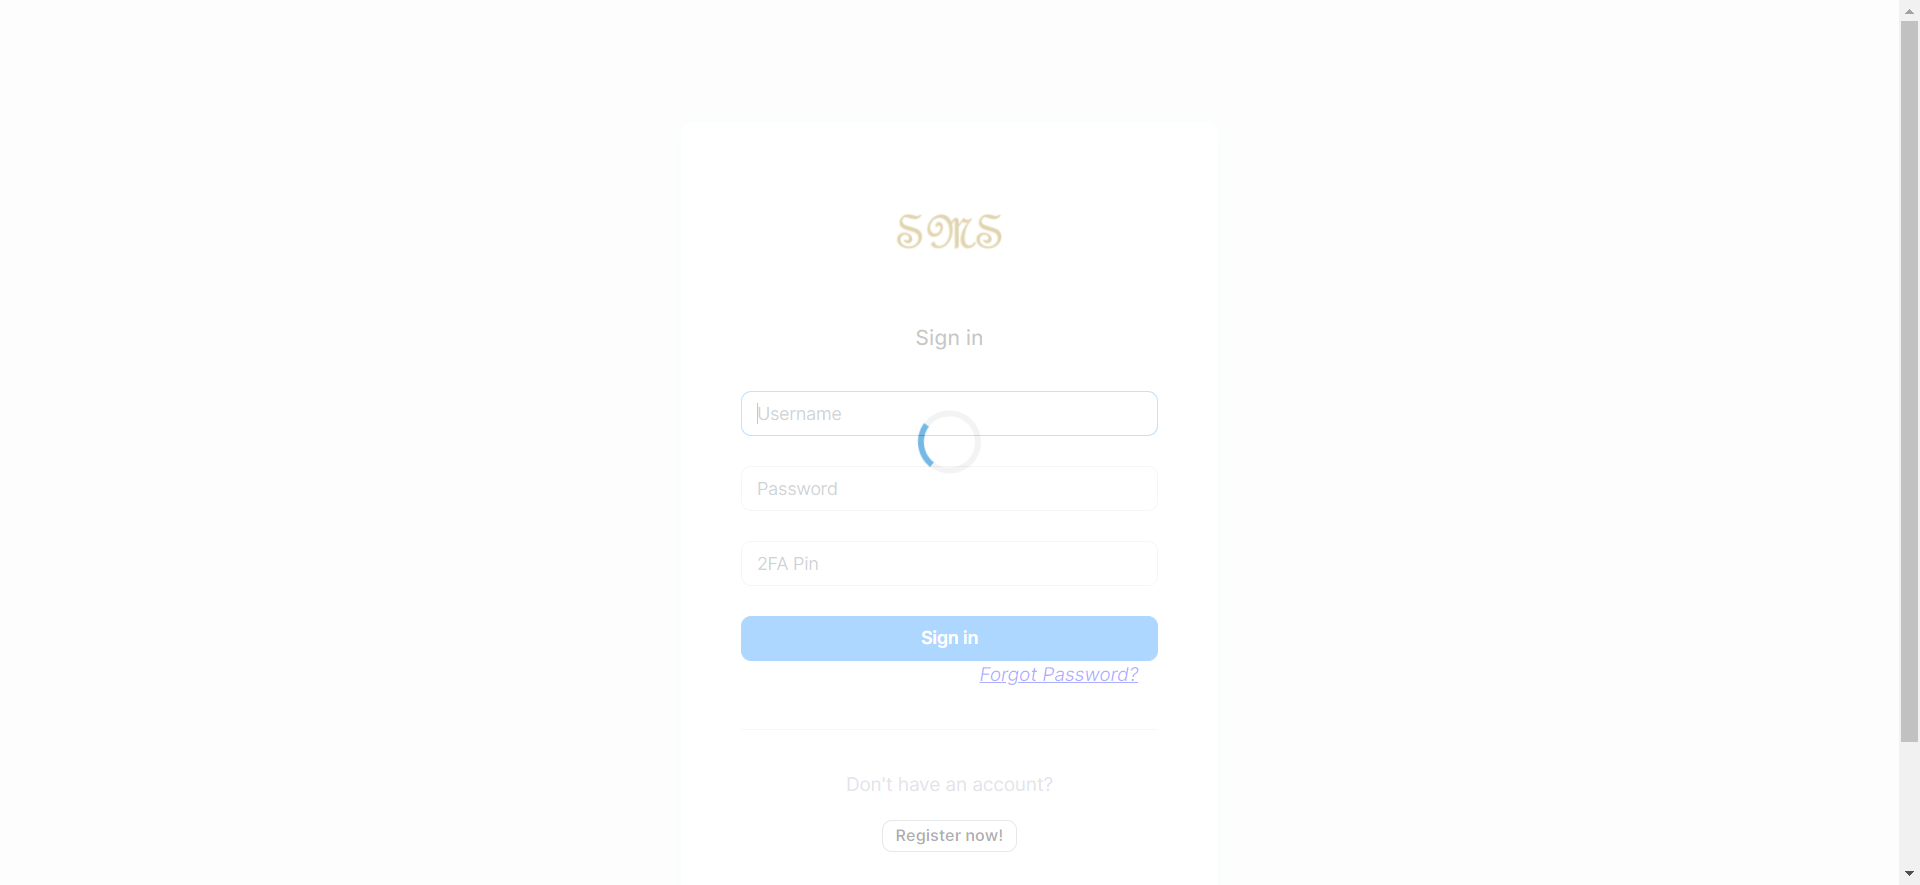 SMS
Sign in
Username
Password
2FA Pin
Sign in
Forgot Password?
Don't have an account?
Register now!